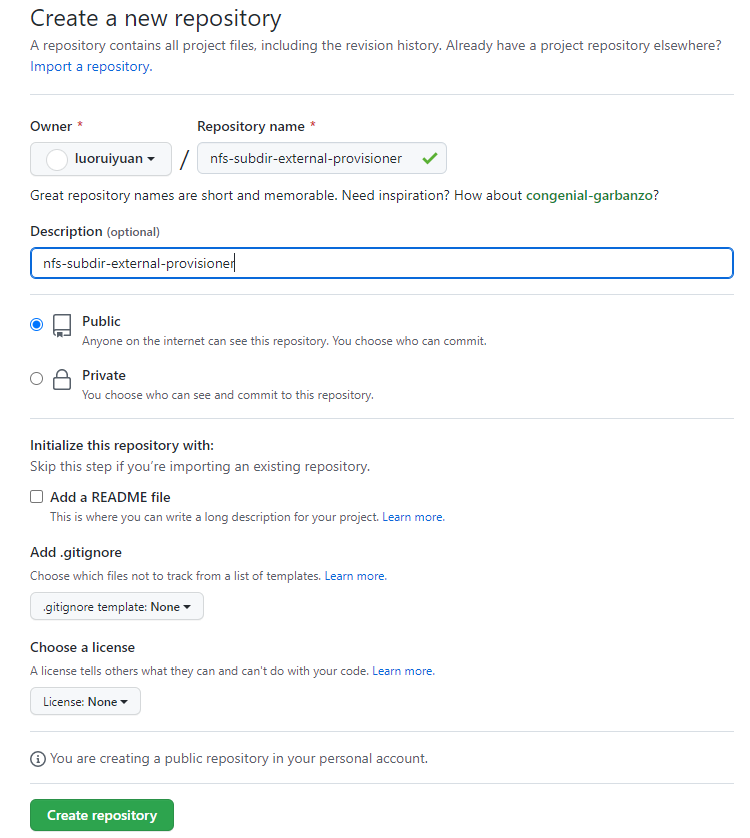 Create a new repository
A repository contains all project files, including the revision history. Already have a project repository elsewhere?
Import a repository.
Owner *
Repository name *
luoruiyuan / nfs-subdir-external-provisioner
Great repository names are short and memorable. Need inspiration? How about congenial-garbanzo?
Description (optional)
nfs-subdir-external-provisioner
Public
Anyone on the internet can see this repository. You choose who can commit.
Private
You choose who can see and commit to this repository.
Initialize this repository with:
Skip this step if you’re importing an existing repository.
Add a README file
This is where you can write a long description for your project. Learn more.
Add .gitignore
Choose which files not to track from a list of templates. Learn more.
.gitignore template: None
Choose a license
A license tells others what they can and can't do with your code. Learn more.
License: None
You are creating a public repository in your personal account.
Create repository